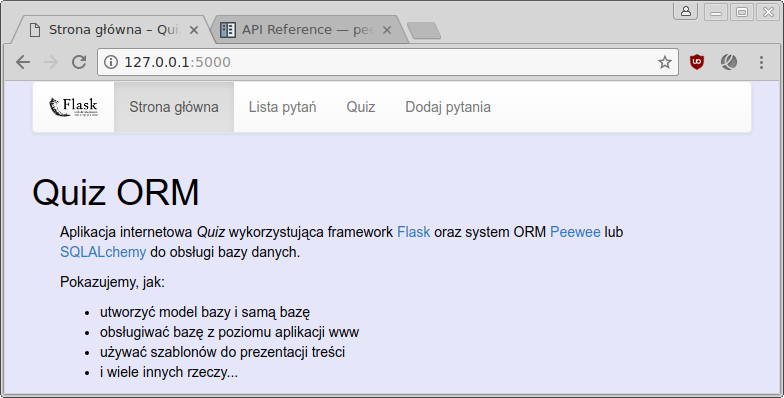 Strona główna – Qui
API Reference — pee
127.0.0.1:5000
Flask
Strona główna
Lista pytań
Quiz
Dodaj pytania
Quiz ORM
Aplikacja internetowa Quiz wykorzystująca framework Flask oraz system ORM Peewee lub
SQLALchemy do obsługi bazy danych.
Pokazujemy, jak:
• utworzyć model bazy i samą bazę
• obsługiwać bazę z poziomu aplikacji www
• używać szablonów do prezentacji treści
• i wiele innych rzeczy...